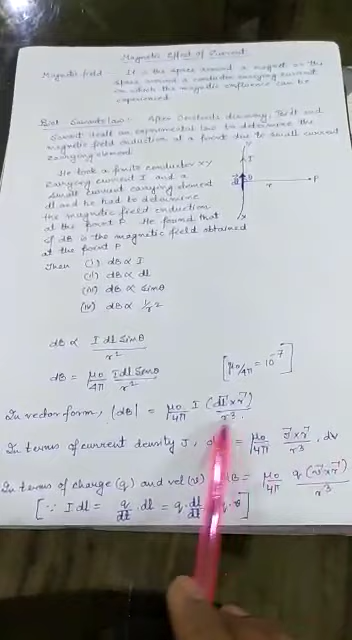 Magnetic Effect Of Current
Magnetic field : It is the space around a magnet or the
space around a conductor carrying current
in which the magnetic influence can be
experienced
Biot Savart's law: After Oersted's discovery, Biot and
Savart dealt an experimental law to determine the
magnetic field induction at a point due to small current
carrying element
He took a finite conductor XY
carrying current I and a
small current carrying element
dl and he had to determine
the magnetic field induction
at the point P. He found that
if dB is the magnetic field obtained
at the point P
Y
I
dl
θ
r
P
X
Then (i) dB ∝ I
(ii) dB ∝ dl
(iii) dB ∝ Sinθ
(iv) dB ∝ 1/r²
dB ∝ I dl Sinθ / r²
dB = μ₀/4π I dl Sinθ / r²
[μ₀/4π = 10⁻⁷]
In vector form, |dB| = μ₀/4π I (dl × r) / r³
In terms of current density J, = μ₀/4π J × r / r³ . dv
In terms of charge (q) and vel (v) dB = μ₀/4π q (v × r) / r³
[∵ I dl = q/dt . dl = q . dl/dt = q . v]